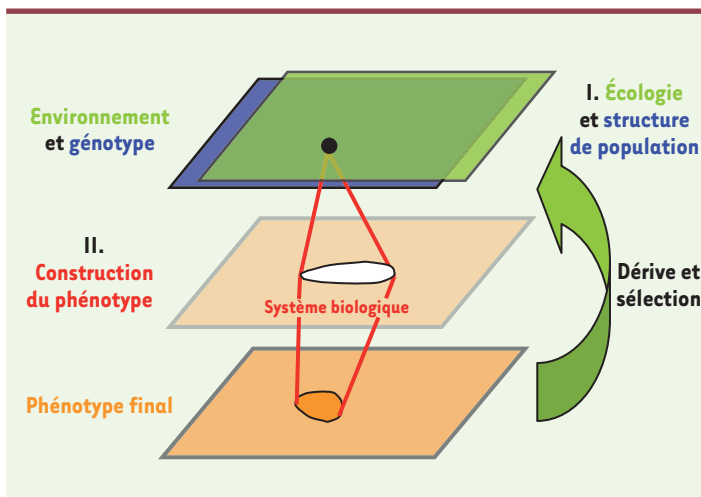 Environnement
et génotype
I. Écologie
et structure
de population
II.
Construction
du phénotype
Système biologique
Dérive et
sélection
Phénotype final